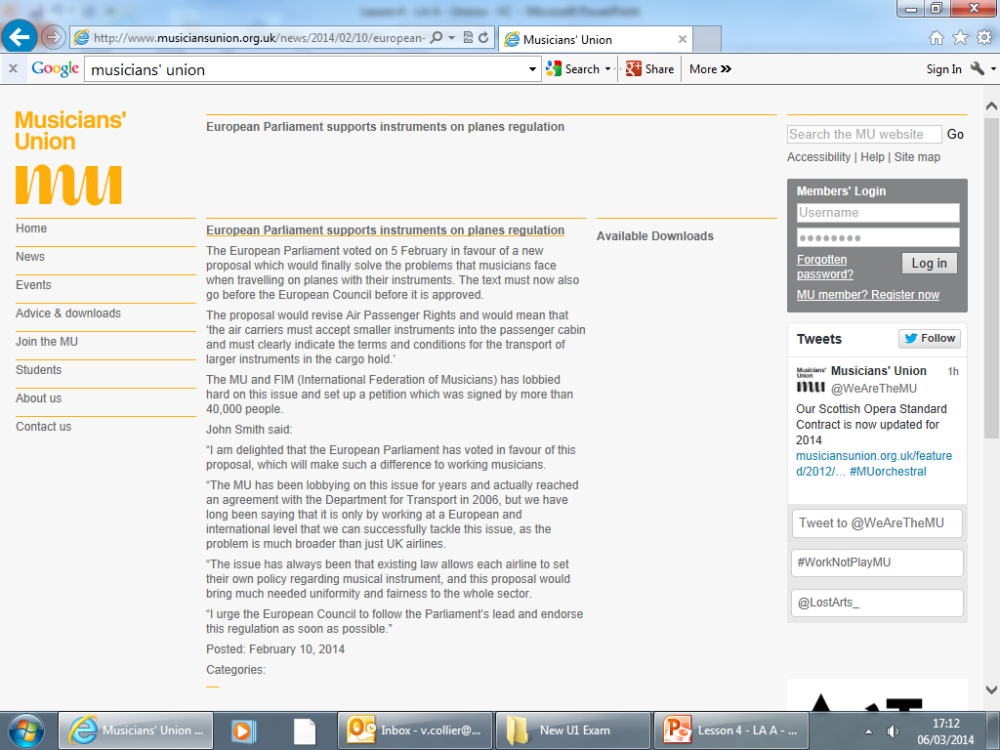 Lesson 4 - LA A - Unions - VC - Microsoft PowerPoint
http://www.musiciansunion.org.uk/news/2014/02/10/european-
Musicians' Union
x Google musicians' union Search Share More » Sign In
Musicians'
Union
mu
Home
News
Events
Advice & downloads
Join the MU
Students
About us
Contact us
European Parliament supports instruments on planes regulation
European Parliament supports instruments on planes regulation
The European Parliament voted on 5 February in favour of a new
proposal which would finally solve the problems that musicians face
when travelling on planes with their instruments. The text must now also
go before the European Council before it is approved.
The proposal would revise Air Passenger Rights and would mean that
‘the air carriers must accept smaller instruments into the passenger cabin
and must clearly indicate the terms and conditions for the transport of
larger instruments in the cargo hold.’
The MU and FIM (International Federation of Musicians) has lobbied
hard on this issue and set up a petition which was signed by more than
40,000 people.
John Smith said:
“I am delighted that the European Parliament has voted in favour of this
proposal, which will make such a difference to working musicians.
“The MU has been lobbying on this issue for years and actually reached
an agreement with the Department for Transport in 2006, but we have
long been saying that it is only by working at a European and
international level that we can successfully tackle this issue, as the
problem is much broader than just UK airlines.
“The issue has always been that existing law allows each airline to set
their own policy regarding musical instrument, and this proposal would
bring much needed uniformity and fairness to the whole sector.
“I urge the European Council to follow the Parliament’s lead and endorse
this regulation as soon as possible.”
Posted: February 10, 2014
Categories:
Available Downloads
Search the MU website Go
Accessibility | Help | Site map
Members' Login
Username
Forgotten
password?
Log in
MU member? Register now
Tweets
Follow
Musicians' Union mu
Musicians' Union 1h
@WeAreTheMU
Our Scottish Opera Standard
Contract is now updated for
2014
musiciansunion.org.uk/feature
d/2012/… #MUorchestral
Tweet to @WeAreTheMU
#WorkNotPlayMU
@LostArts_
Musicians' Union ...
Inbox - v.collier@...
New U1 Exam
Lesson 4 - LA A - ...
17:12
06/03/2014